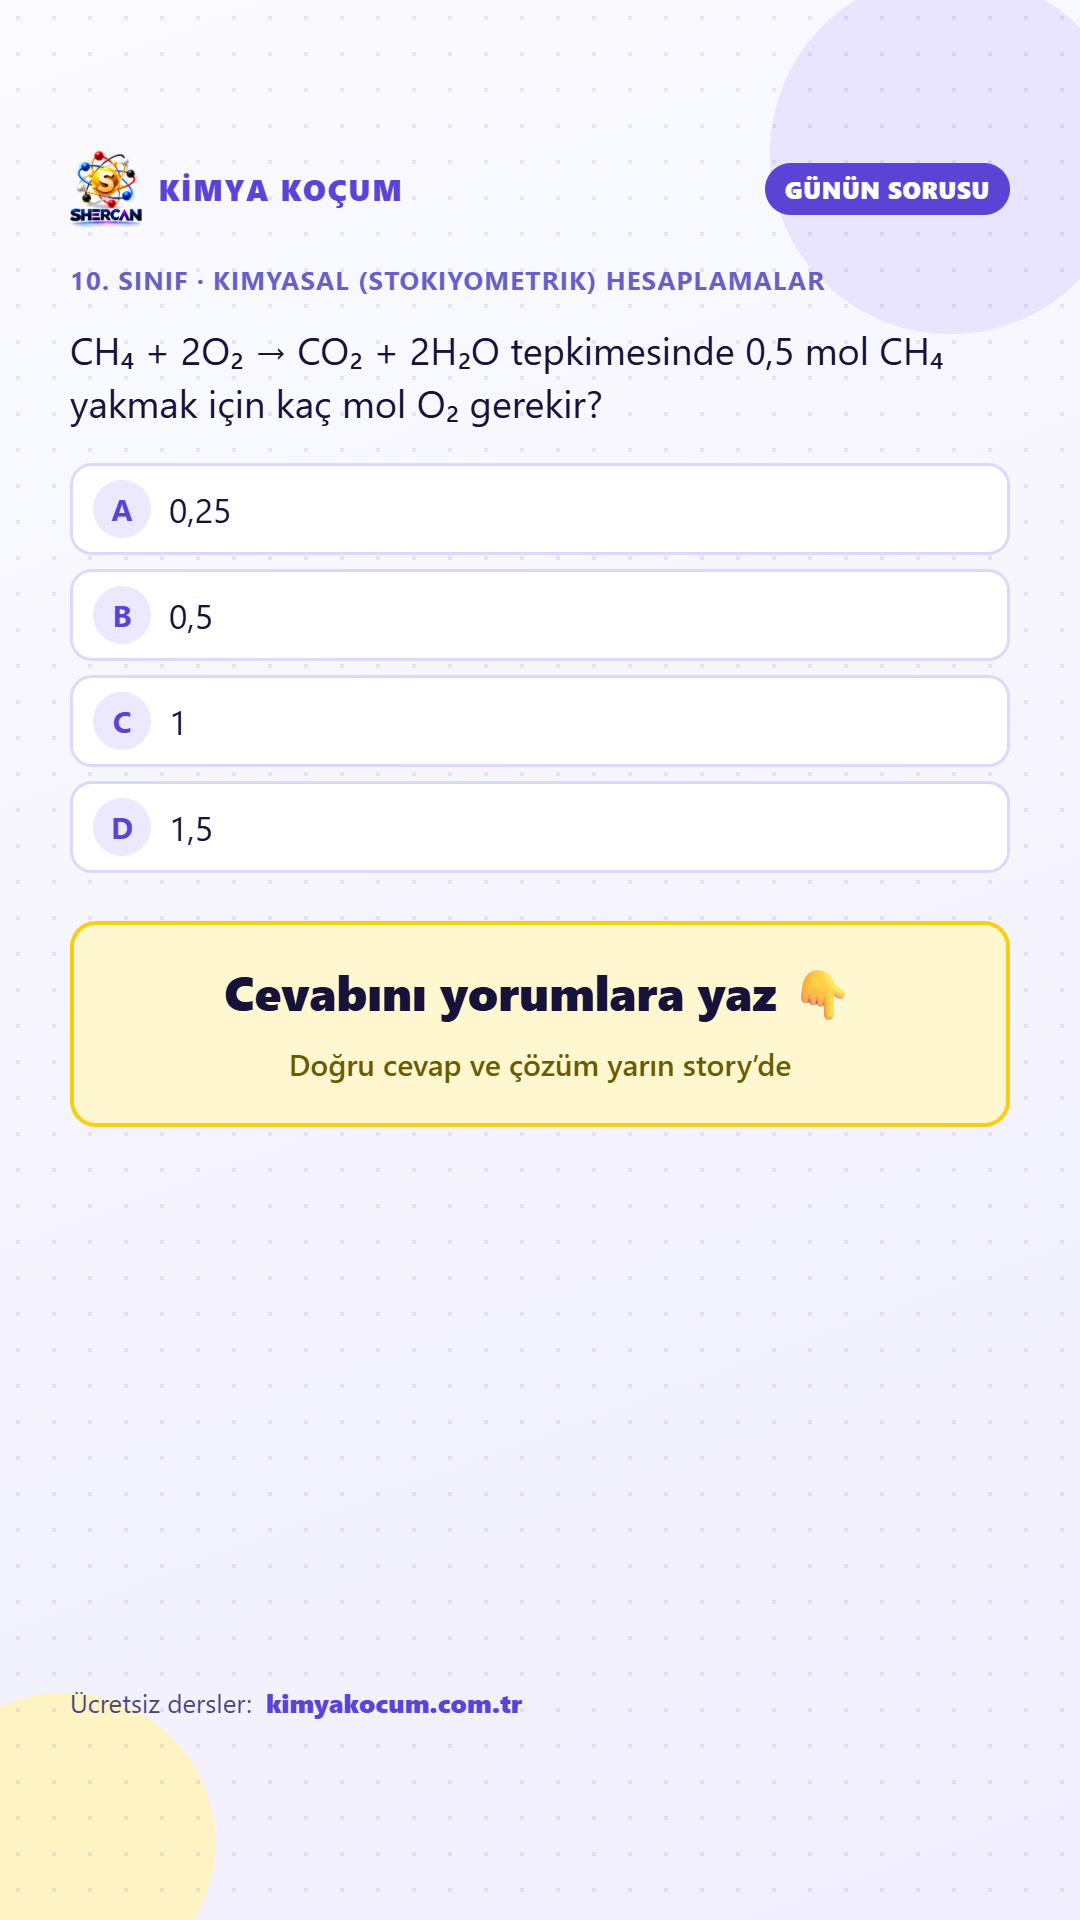 SHERCAN
KİMYA KOÇUM
GÜNÜN SORUSU
10. SINIF · KIMYASAL (STOKIYOMETRIK) HESAPLAMALAR
CH₄ + 2O₂ → CO₂ + 2H₂O tepkimesinde 0,5 mol CH₄
yakmak için kaç mol O₂ gerekir?
A 0,25
B 0,5
C 1
D 1,5
Cevabını yorumlara yaz 👇
Doğru cevap ve çözüm yarın story’de
Ücretsiz dersler: kimyakocum.com.tr